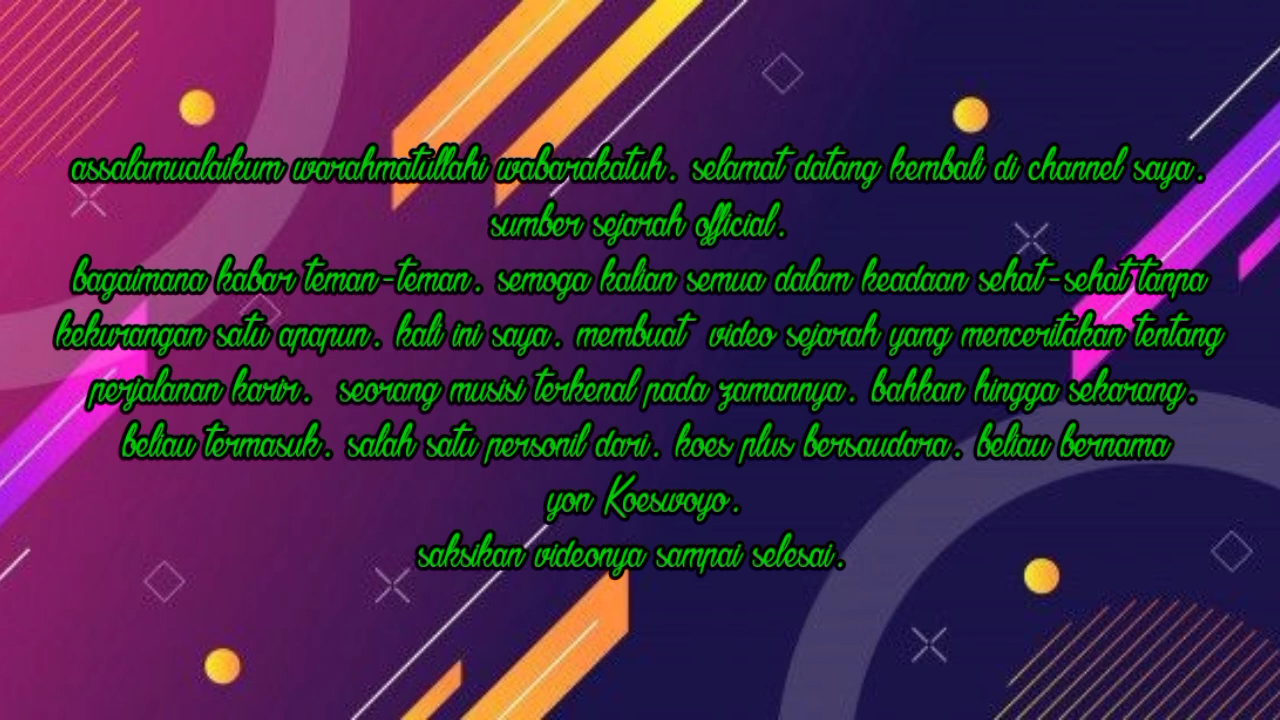 assalamualaikum warahmatullahi wabarakatuh. selamat datang kembali di channel saya.
sumber sejarah official.
bagaimana kabar teman-teman. semoga kalian semua dalam keadaan sehat-sehat tanpa
kekurangan satu apapun. kali ini saya. membuat video sejarah yang menceritakan tentang
perjalanan karir. seorang musisi terkenal pada zamannya. bahkan hingga sekarang.
beliau termasuk. salah satu personil dari. koes plus bersaudara. beliau bernama
yon Koeswoyo.
saksikan videonya sampai selesai.